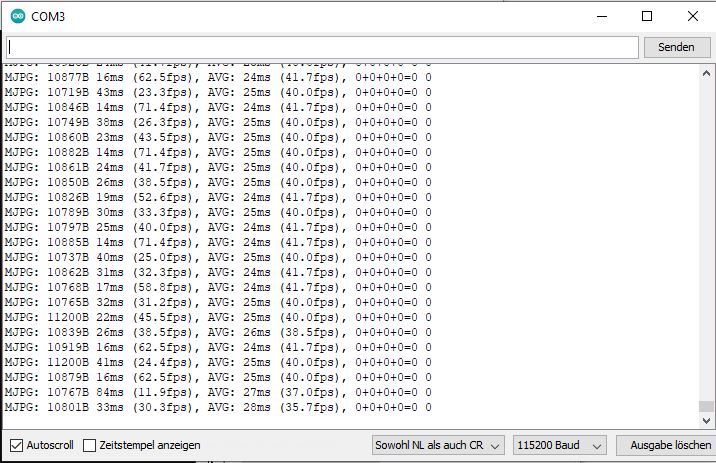 COM3
Senden
MJPG: 10877B 16ms (62.5fps), AVG: 24ms (41.7fps), 0+0+0+0=0 0
MJPG: 10719B 43ms (23.3fps), AVG: 25ms (40.0fps), 0+0+0+0=0 0
MJPG: 10846B 14ms (71.4fps), AVG: 24ms (41.7fps), 0+0+0+0=0 0
MJPG: 10749B 38ms (26.3fps), AVG: 25ms (40.0fps), 0+0+0+0=0 0
MJPG: 10860B 23ms (43.5fps), AVG: 25ms (40.0fps), 0+0+0+0=0 0
MJPG: 10882B 14ms (71.4fps), AVG: 24ms (41.7fps), 0+0+0+0=0 0
MJPG: 10861B 24ms (41.7fps), AVG: 25ms (40.0fps), 0+0+0+0=0 0
MJPG: 10850B 26ms (38.5fps), AVG: 25ms (40.0fps), 0+0+0+0=0 0
MJPG: 10826B 19ms (52.6fps), AVG: 24ms (41.7fps), 0+0+0+0=0 0
MJPG: 10789B 30ms (33.3fps), AVG: 25ms (40.0fps), 0+0+0+0=0 0
MJPG: 10797B 25ms (40.0fps), AVG: 24ms (41.7fps), 0+0+0+0=0 0
MJPG: 10885B 14ms (71.4fps), AVG: 24ms (41.7fps), 0+0+0+0=0 0
MJPG: 10737B 40ms (25.0fps), AVG: 25ms (40.0fps), 0+0+0+0=0 0
MJPG: 10862B 31ms (32.3fps), AVG: 24ms (41.7fps), 0+0+0+0=0 0
MJPG: 10768B 17ms (58.8fps), AVG: 24ms (41.7fps), 0+0+0+0=0 0
MJPG: 10765B 32ms (31.2fps), AVG: 25ms (40.0fps), 0+0+0+0=0 0
MJPG: 11200B 22ms (45.5fps), AVG: 25ms (40.0fps), 0+0+0+0=0 0
MJPG: 10839B 26ms (38.5fps), AVG: 26ms (38.5fps), 0+0+0+0=0 0
MJPG: 10919B 16ms (62.5fps), AVG: 24ms (41.7fps), 0+0+0+0=0 0
MJPG: 11200B 41ms (24.4fps), AVG: 25ms (40.0fps), 0+0+0+0=0 0
MJPG: 10879B 16ms (62.5fps), AVG: 25ms (40.0fps), 0+0+0+0=0 0
MJPG: 10767B 84ms (11.9fps), AVG: 27ms (37.0fps), 0+0+0+0=0 0
MJPG: 10801B 33ms (30.3fps), AVG: 28ms (35.7fps), 0+0+0+0=0 0
Autoscroll Zeitstempel anzeigen Sowohl NL als auch CR 115200 Baud Ausgabe löschen